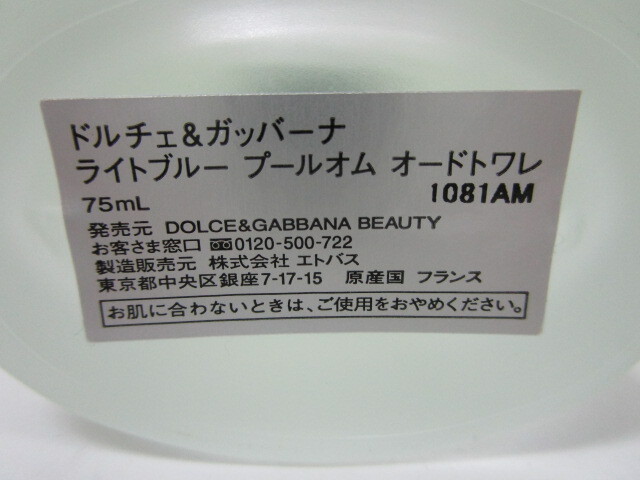 ドルチェ&ガッバーナ
ライトブルー プールオム オードトワレ
75mL 1081AM
発売元 DOLCE&GABBANA BEAUTY
お客さま窓口 ➿0120-500-722
製造販売元 株式会社 エトバス
東京都中央区銀座7-17-15 原産国 フランス
お肌に合わないときは、ご使用をおやめください。